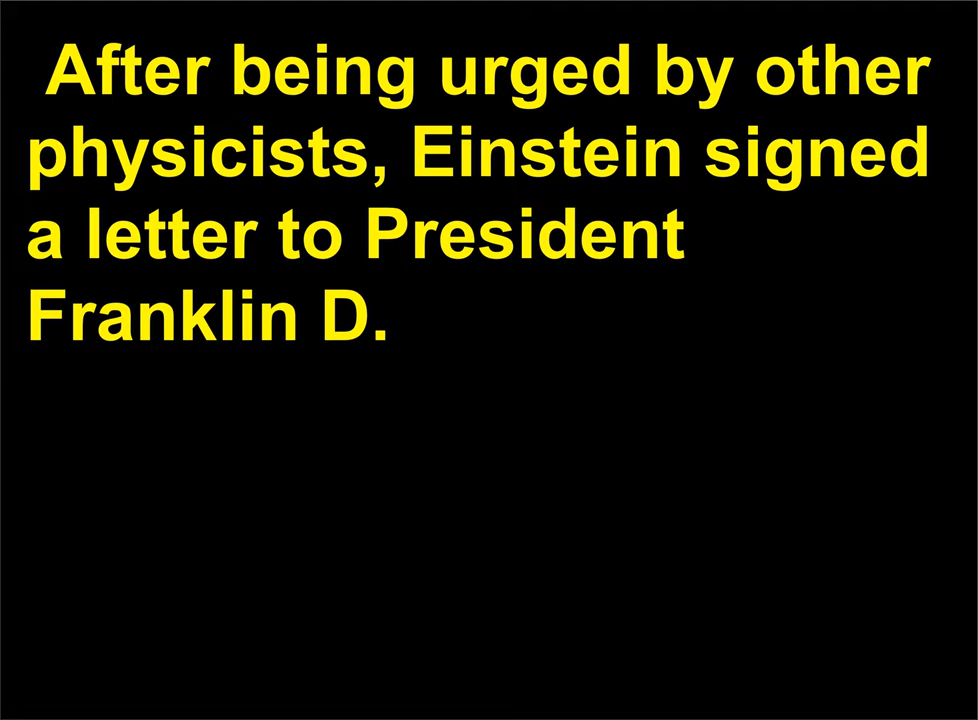 After being urged by other
physicists, Einstein signed
a letter to President
Franklin D.